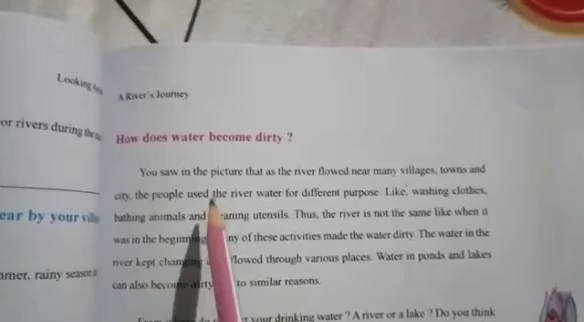 Looking
or rivers during the
ear by your
mer, rainy season
A River's Journey
How does water become dirty ?
You saw in the picture that as the river flowed near many villages, towns and
city, the people used the river water for different purpose. Like, washing clothes,
bathing animals and aning utensils. Thus, the river is not the same like when it
was in the beginning ny of these activities made the water dirty. The water in the
river kept changing flowed through various places. Water in ponds and lakes
can also become dirty to similar reasons.
your drinking water ? A river or a lake ? Do you think